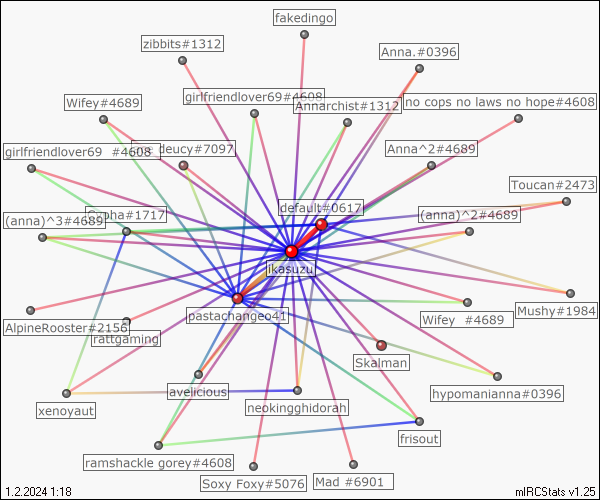 fakedingo
zibbits#1312
Anna.#0396
girlfriendlover69#4608
Wifey#4689
Annarchist#1312
no cops no laws no hope#4608
deucy#7097
Anna^2#4689
girlfriendlover69 #4608
Toucan#2473
default#0617
(anna)^3#4689
#1717
(anna)^2#4689
jikasuzu
Mushy#1984
pastachangeo41
Wifey #4689
AlpineRooster#2156
rattgaming
Skalman
avelicious
hypomanianna#0396
xenoyaut
neokingghidorah
frisout
ramshackle gorey#4608
Soxy Foxy#5076
Mad #6901
1.2.2024 1:18
mIRCStats v1.25